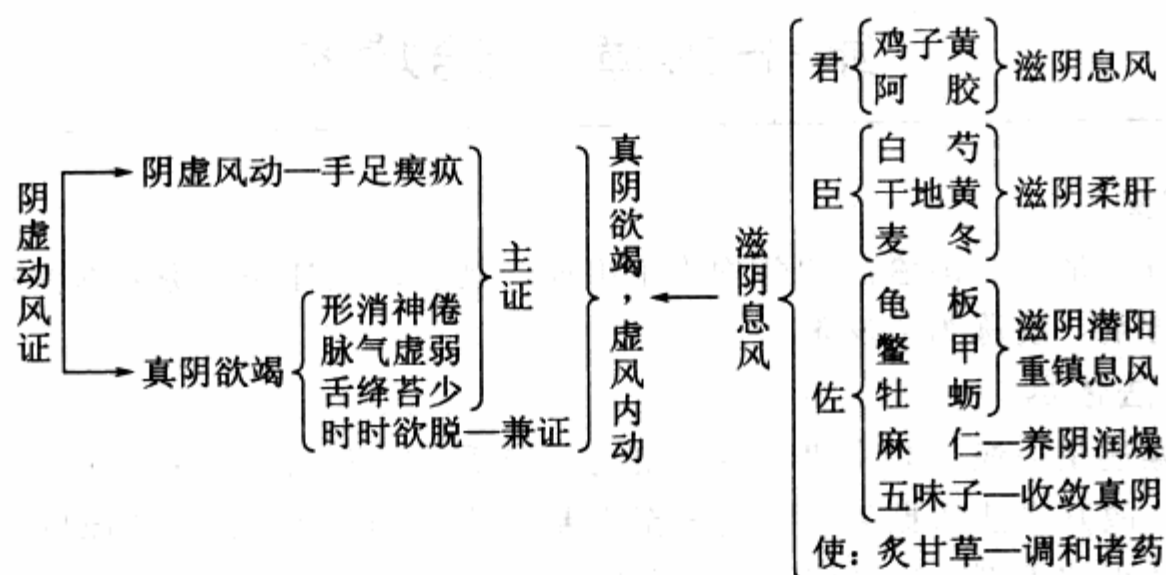 阴虚动风证
阴虚风动—手足瘈疭
真阴欲竭
形消神倦
脉气虚弱
舌绛苔少
时时欲脱—兼证
主证
真阴欲竭，虚风内动
滋阴息风
君
鸡子黄
阿胶
滋阴息风
臣
白芍
干地黄
麦冬
滋阴柔肝
佐
龟板
鳖甲
牡蛎
滋阴潜阳
重镇息风
麻仁—养阴润燥
五味子—收敛真阴
使：炙甘草—调和诸药